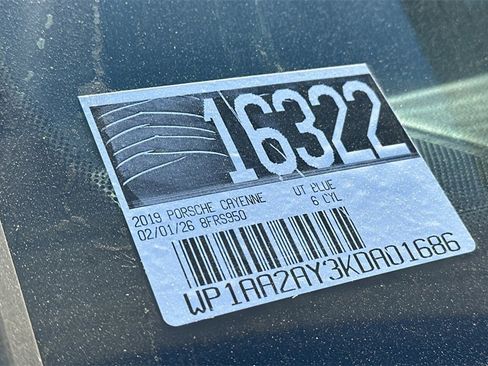 16322
2019 PORSCHE CAYENNE UT BLUE
02/01/26 8FRS950 6 CYL
WP1AA2AY3KDA01686